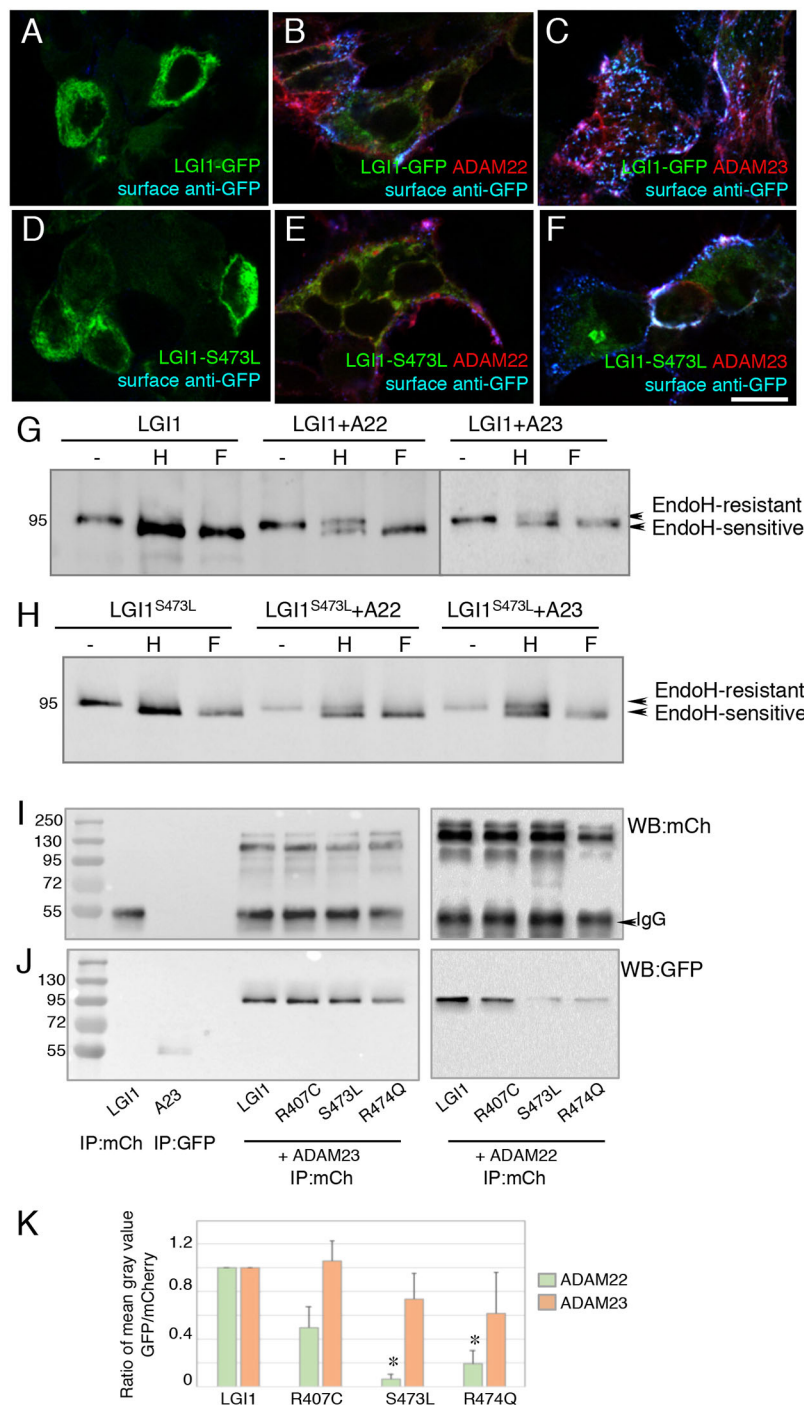 A
LGI1-GFP
surface anti-GFP
B
LGI1-GFP ADAM22
surface anti-GFP
C
LGI1-GFP ADAM23
surface anti-GFP
D
LGI1-S473L
surface anti-GFP
E
LGI1-S473L ADAM22
surface anti-GFP
F
LGI1-S473L ADAM23
surface anti-GFP
G
LGI1 LGI1+A22 LGI1+A23
- H F - H F - H F
95
EndoH-resistant
EndoH-sensitive
H
LGI1S473L LGI1S473L+A22 LGI1S473L+A23
- H F - H F - H F
95
EndoH-resistant
EndoH-sensitive
I
250
130
95
72
55
WB:mCh
IgG
J
130
95
72
55
WB:GFP
LGI1 A23 LGI1 R407C S473L R474Q LGI1 R407C S473L R474Q
IP:mCh IP:GFP
+ ADAM23
IP:mCh
+ ADAM22
IP:mCh
K
Ratio of mean gray value
GFP/mCherry
1.2
0.8
0.4
0
* *
ADAM22
ADAM23
LGI1 R407C S473L R474Q